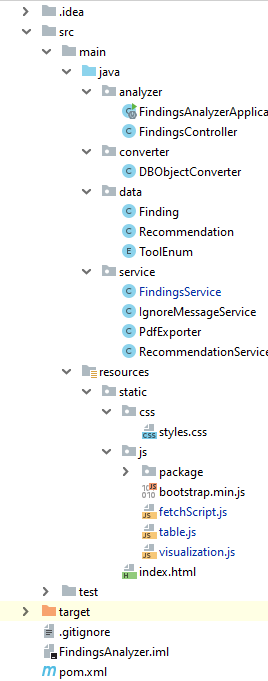 .idea
src
main
java
analyzer
FindingsAnalyzerApplica
FindingsController
converter
DBObjectConverter
data
Finding
Recommendation
ToolEnum
service
FindingsService
IgnoreMessageService
PdfExporter
RecommendationService
resources
static
css
styles.css
js
package
bootstrap.min.js
fetchScript.js
table.js
visualization.js
index.html
test
target
.gitignore
FindingsAnalyzer.iml
pom.xml